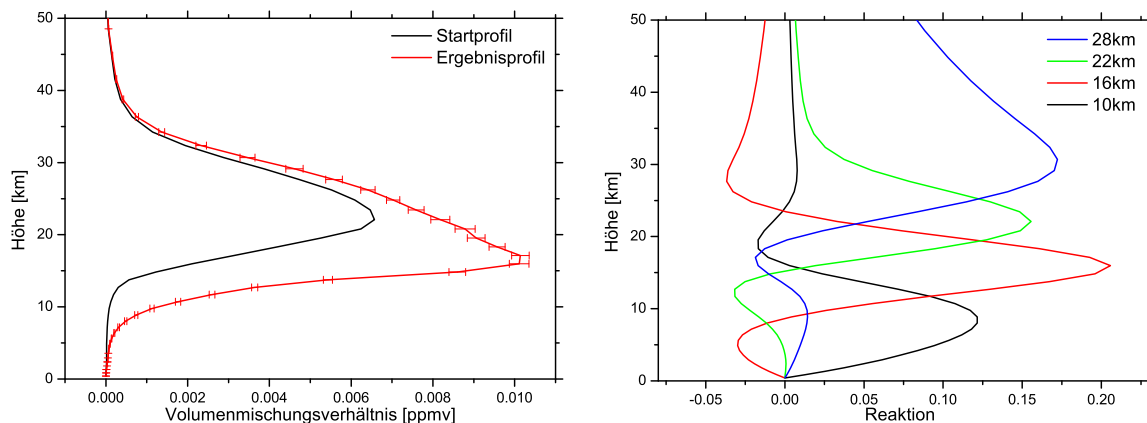 50
40
30
20
10
0
Höhe [km]
0.000
0.002
0.004
0.006
0.008
0.010
Volumenmischungsverhältnis [ppmv]
Startprofil
Ergebnisprofil
50
40
30
20
10
0
Höhe [km]
-0.05
0.00
0.05
0.10
0.15
0.20
Reaktion
28km
22km
16km
10km